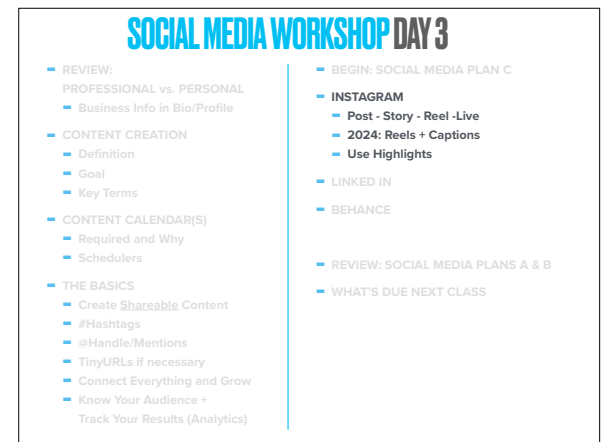 SOCIAL MEDIA WORKSHOP DAY 3
REVIEW:
PROFESSIONAL vs. PERSONAL
Business Info in Bio/Profile
CONTENT CREATION
Definition
Goal
Key Terms
CONTENT CALENDAR(S)
Required and Why
Schedulers
THE BASICS
Create Shareable Content
#Hashtags
@Handle/Mentions
TinyURLs if necessary
Connect Everything and Grow
Know Your Audience +
Track Your Results (Analytics)
BEGIN: SOCIAL MEDIA PLAN C
INSTAGRAM
Post - Story - Reel -Live
2024: Reels + Captions
Use Highlights
LINKED IN
BEHANCE
REVIEW: SOCIAL MEDIA PLANS A & B
WHAT'S DUE NEXT CLASS